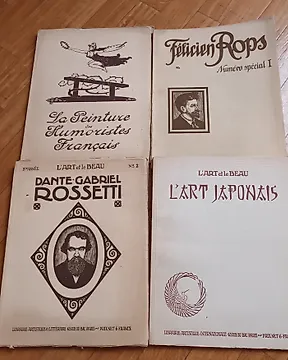 La Peinture
des
Humoristes
Français
Félicien Rops
Numéro spécial I
L'ART et le BEAU
Nº 2
DANTE-GABRIEL
ROSSETTI
L'ART et le BEAU
L'ART JAPONAIS